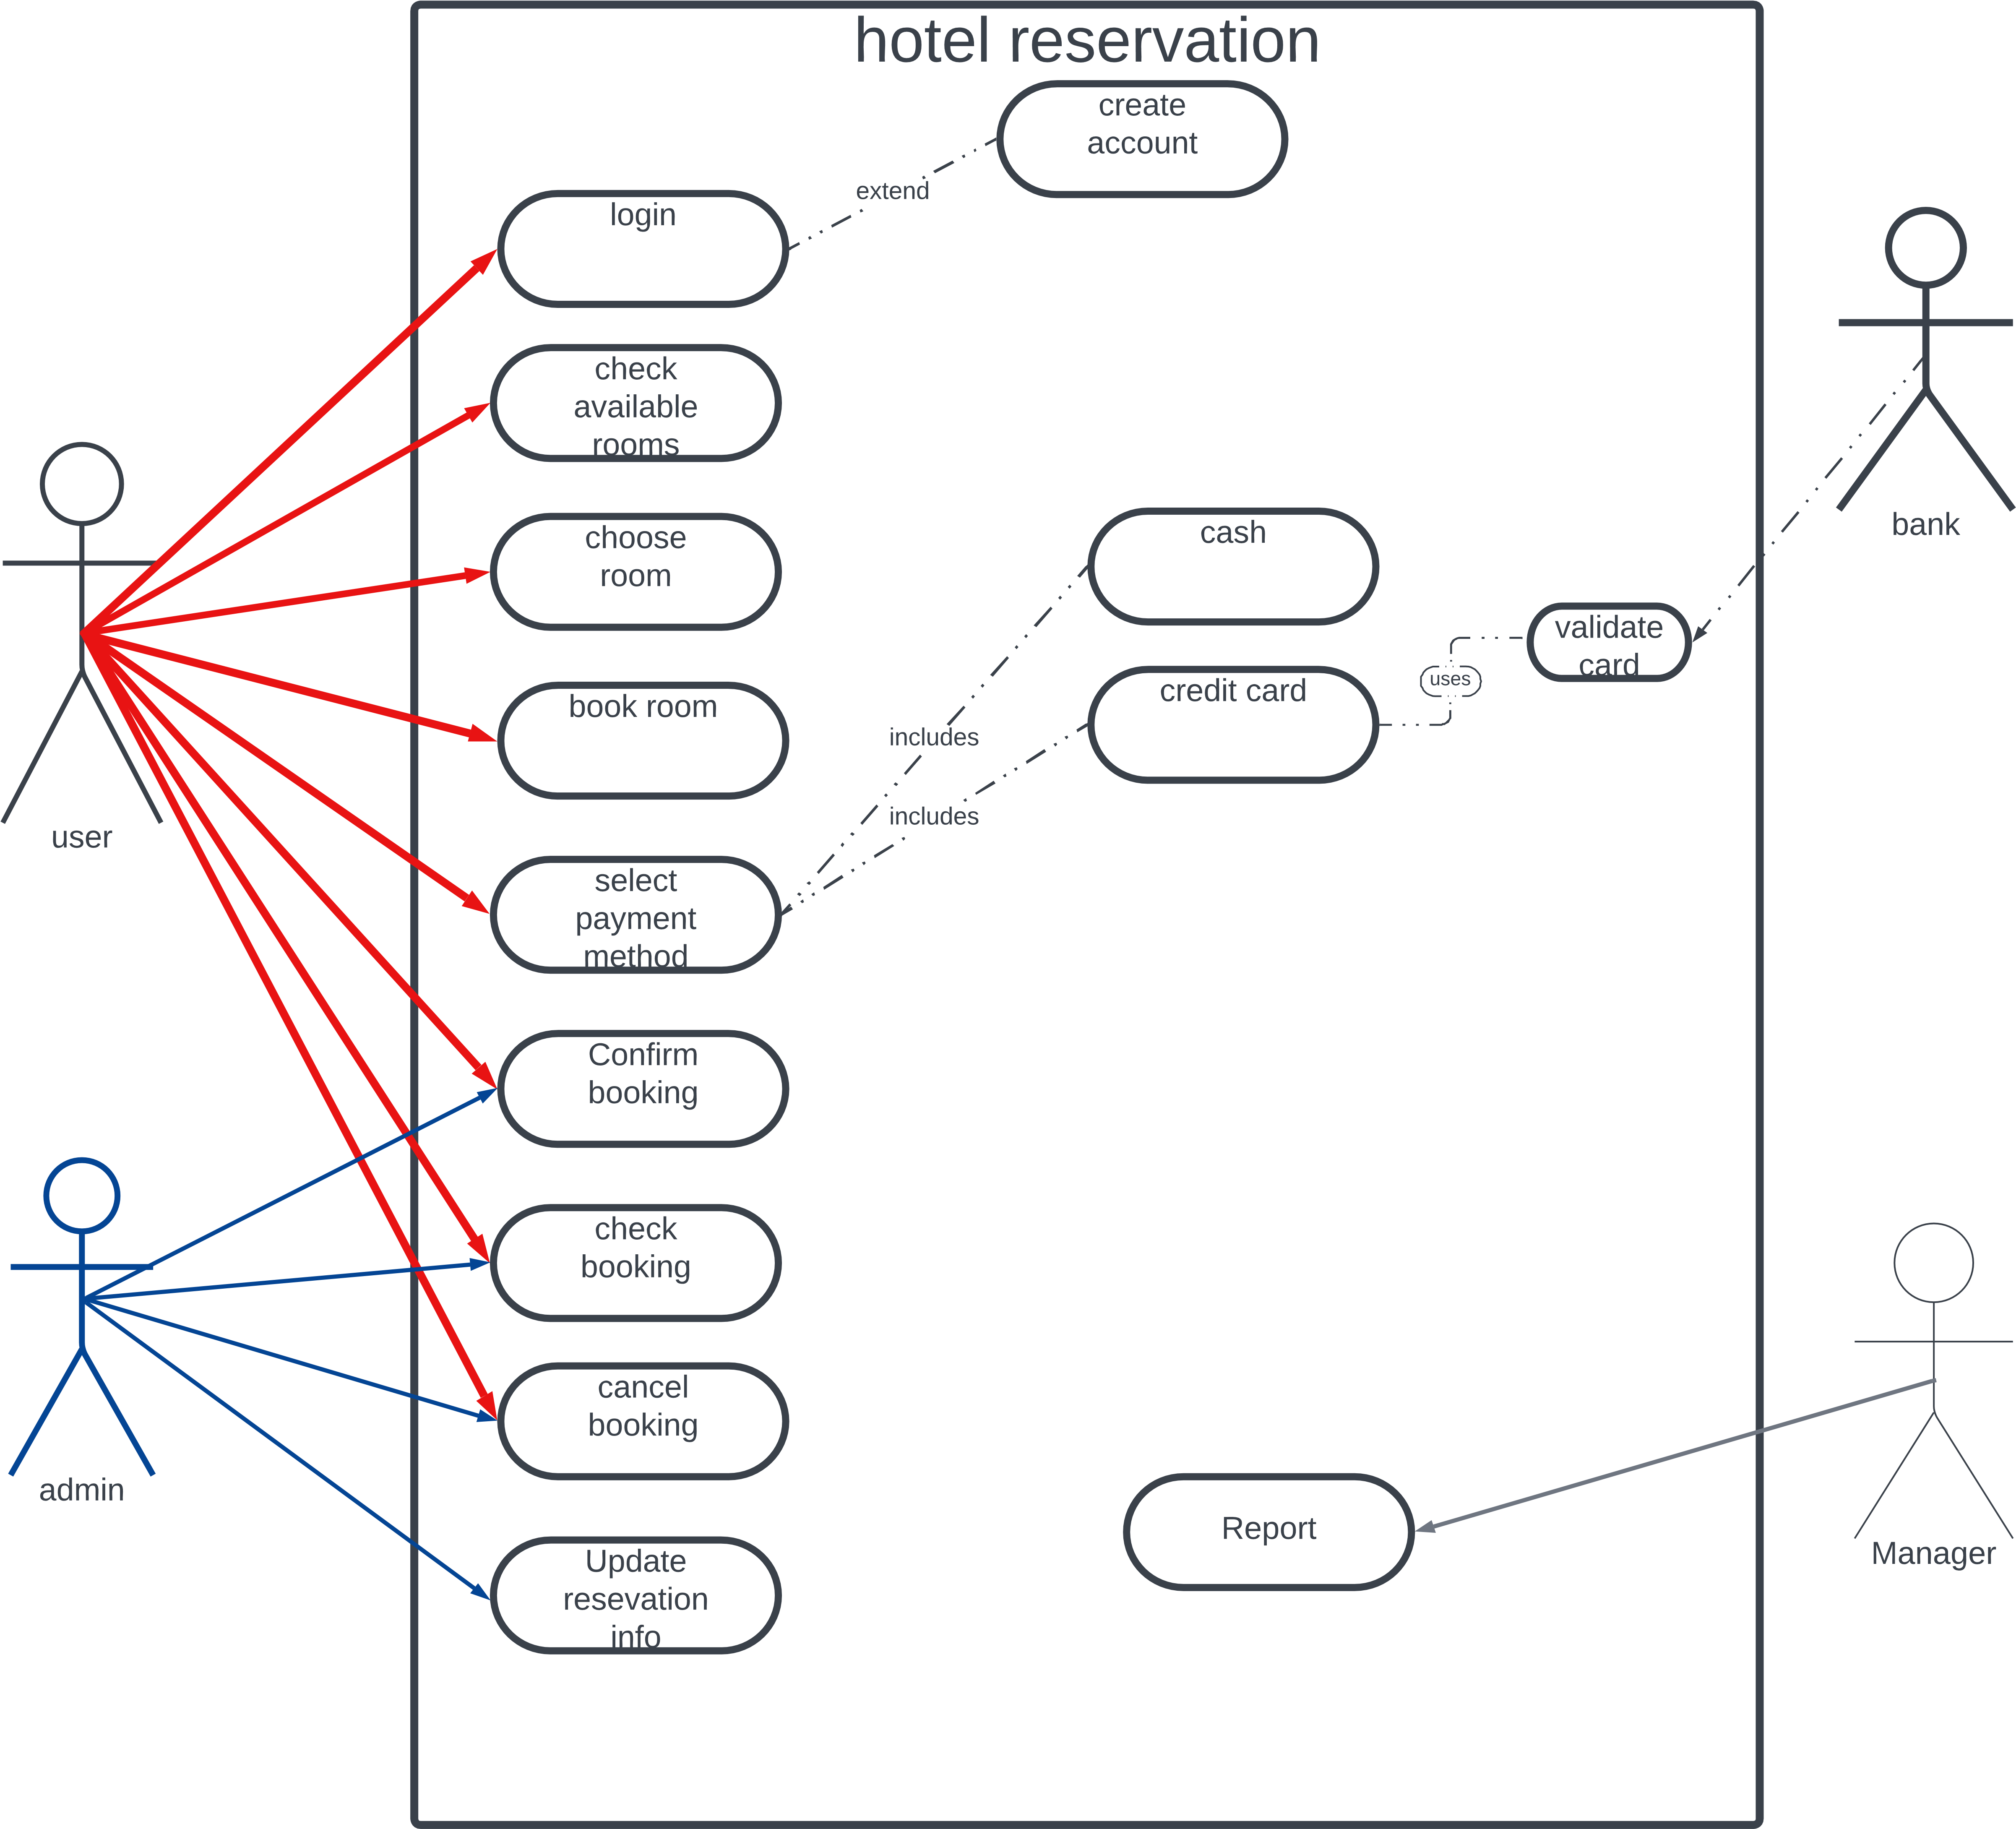 hotel reservation
create
account
extend
login
check
available
rooms
choose
room
cash
bank
validate
card
uses
credit card
book room
includes
includes
user
select
payment
method
Confirm
booking
check
booking
cancel
booking
admin
Report
Manager
Update
resevation
info